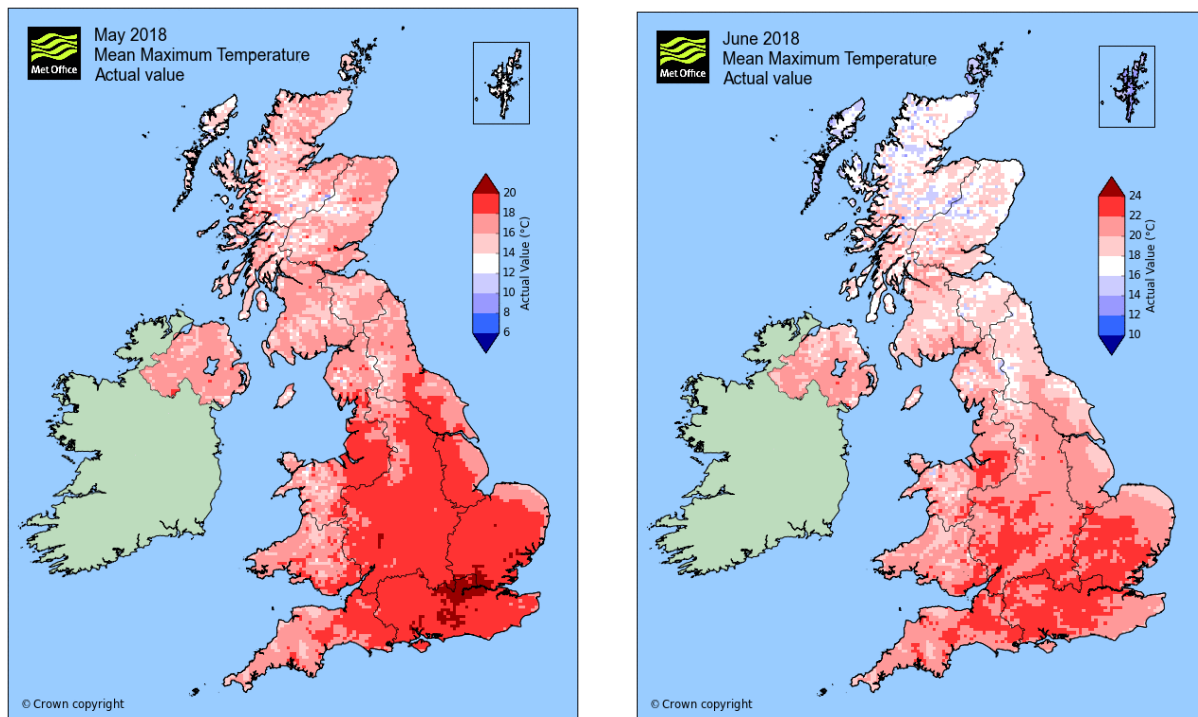 May 2018
Mean Maximum Temperature
Actual value
Met Office
20
18
16
14
12
10
8
6
Actual Value (°C)
© Crown copyright
June 2018
Mean Maximum Temperature
Actual value
Met Office
24
22
20
18
16
14
12
10
Actual Value (°C)
© Crown copyright